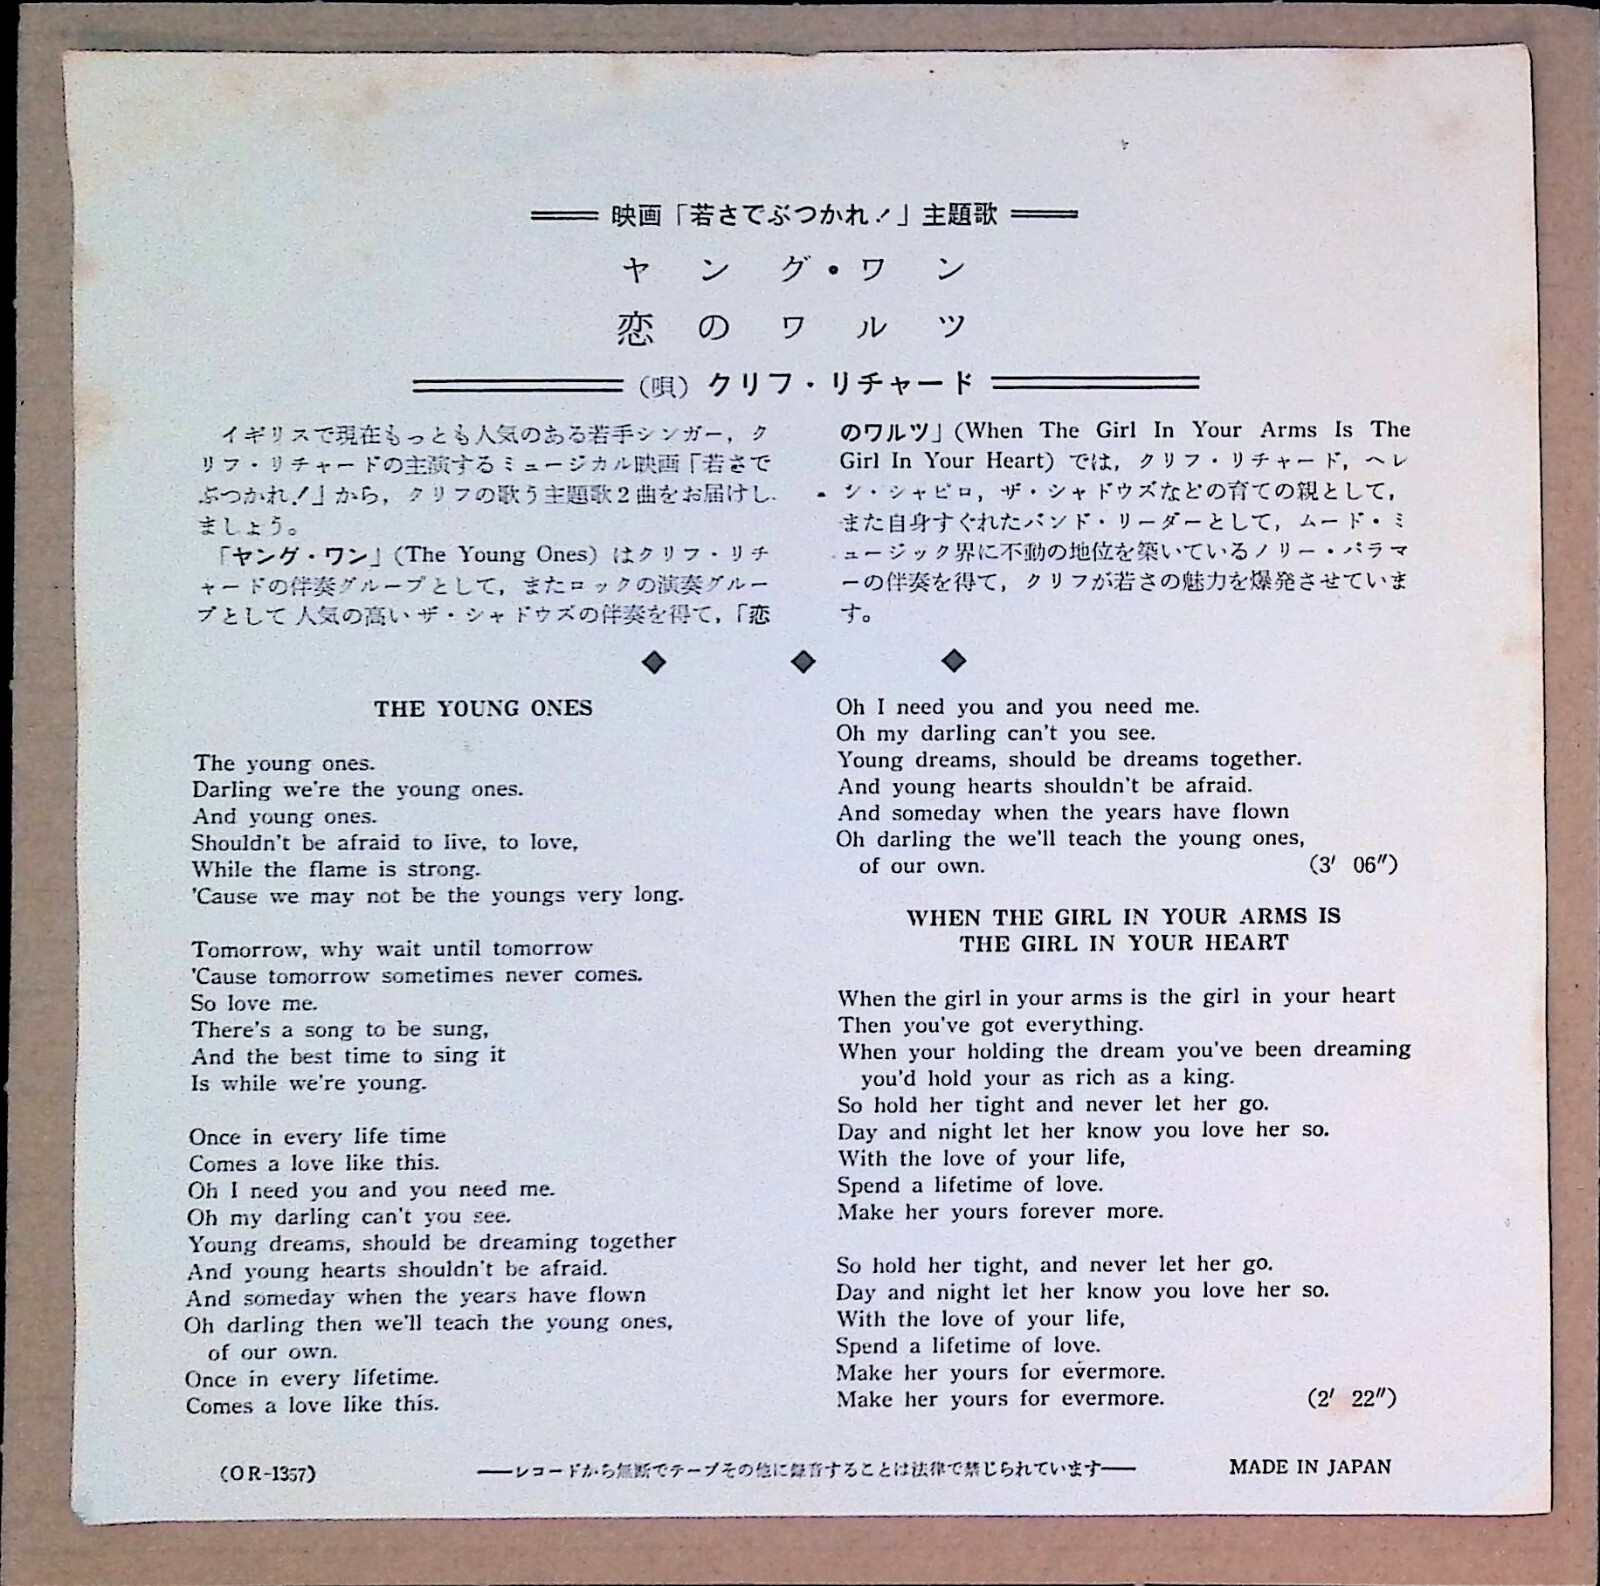 映画「若さでぶつかれ！」主題歌
ヤング・ワン
恋のワルツ
(唄) クリフ・リチャード
イギリスで現在もっとも人気のある若手シンガー，ク
リフ・リチャードの主演するミュージカル映画「若さで
ぶつかれ！」から，クリフの歌う主題歌2曲をお届けし
ましょう。
「ヤング・ワン」(The Young Ones) はクリフ・リチ
ャードの伴奏グループとして，またロックの演奏グルー
プとして人気の高いザ・シャドウズの伴奏を得て，「恋
のワルツ」(When The Girl In Your Arms Is The
Girl In Your Heart) では，クリフ・リチャード，ヘレ
ン・シャピロ，ザ・シャドウズなどの育ての親として，
また自身すぐれたバンド・リーダーとして，ムード・ミ
ュージック界に不動の地位を築いているノリー・パラマ
ーの伴奏を得て，クリフが若さの魅力を爆発させていま
す。
THE YOUNG ONES
The young ones.
Darling we're the young ones.
And young ones.
Shouldn't be afraid to live, to love,
While the flame is strong.
'Cause we may not be the youngs very long.
Tomorrow, why wait until tomorrow
'Cause tomorrow sometimes never comes.
So love me.
There's a song to be sung,
And the best time to sing it
Is while we're young.
Once in every life time
Comes a love like this.
Oh I need you and you need me.
Oh my darling can't you see.
Young dreams, should be dreaming together
And young hearts shouldn't be afraid.
And someday when the years have flown
Oh darling then we'll teach the young ones,
of our own.
Once in every lifetime.
Comes a love like this.
Oh I need you and you need me.
Oh my darling can't you see.
Young dreams, should be dreams together.
And young hearts shouldn't be afraid.
And someday when the years have flown
Oh darling the we'll teach the young ones,
of our own. (3′ 06″)
WHEN THE GIRL IN YOUR ARMS IS
THE GIRL IN YOUR HEART
When the girl in your arms is the girl in your heart
Then you've got everything.
When your holding the dream you've been dreaming
you'd hold your as rich as a king.
So hold her tight and never let her go.
Day and night let her know you love her so.
With the love of your life,
Spend a lifetime of love.
Make her yours forever more.
So hold her tight, and never let her go.
Day and night let her know you love her so.
With the love of your life,
Spend a lifetime of love.
Make her yours for evermore.
Make her yours for evermore. (2′ 22″)
(OR-1357)
──レコードから無断でテープその他に録音することは法律で禁じられています──
MADE IN JAPAN